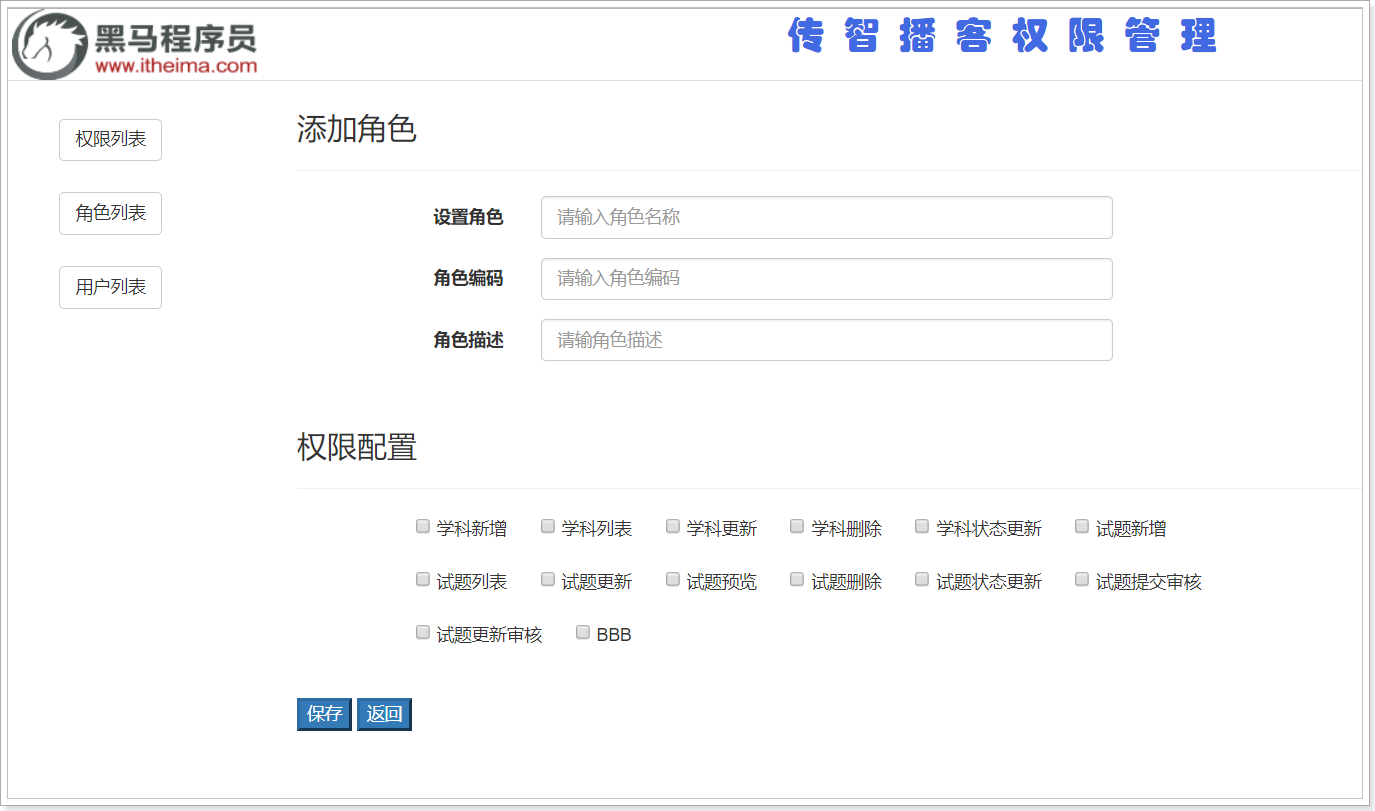 黑马程序员
www.itheima.com
传智播客权限管理
权限列表
角色列表
用户列表
添加角色
设置角色 请输入角色名称
角色编码 请输入角色编码
角色描述 请输角色描述
权限配置
学科新增 学科列表 学科更新 学科删除 学科状态更新 试题新增
试题列表 试题更新 试题预览 试题删除 试题状态更新 试题提交审核
试题更新审核 BBB
保存 返回